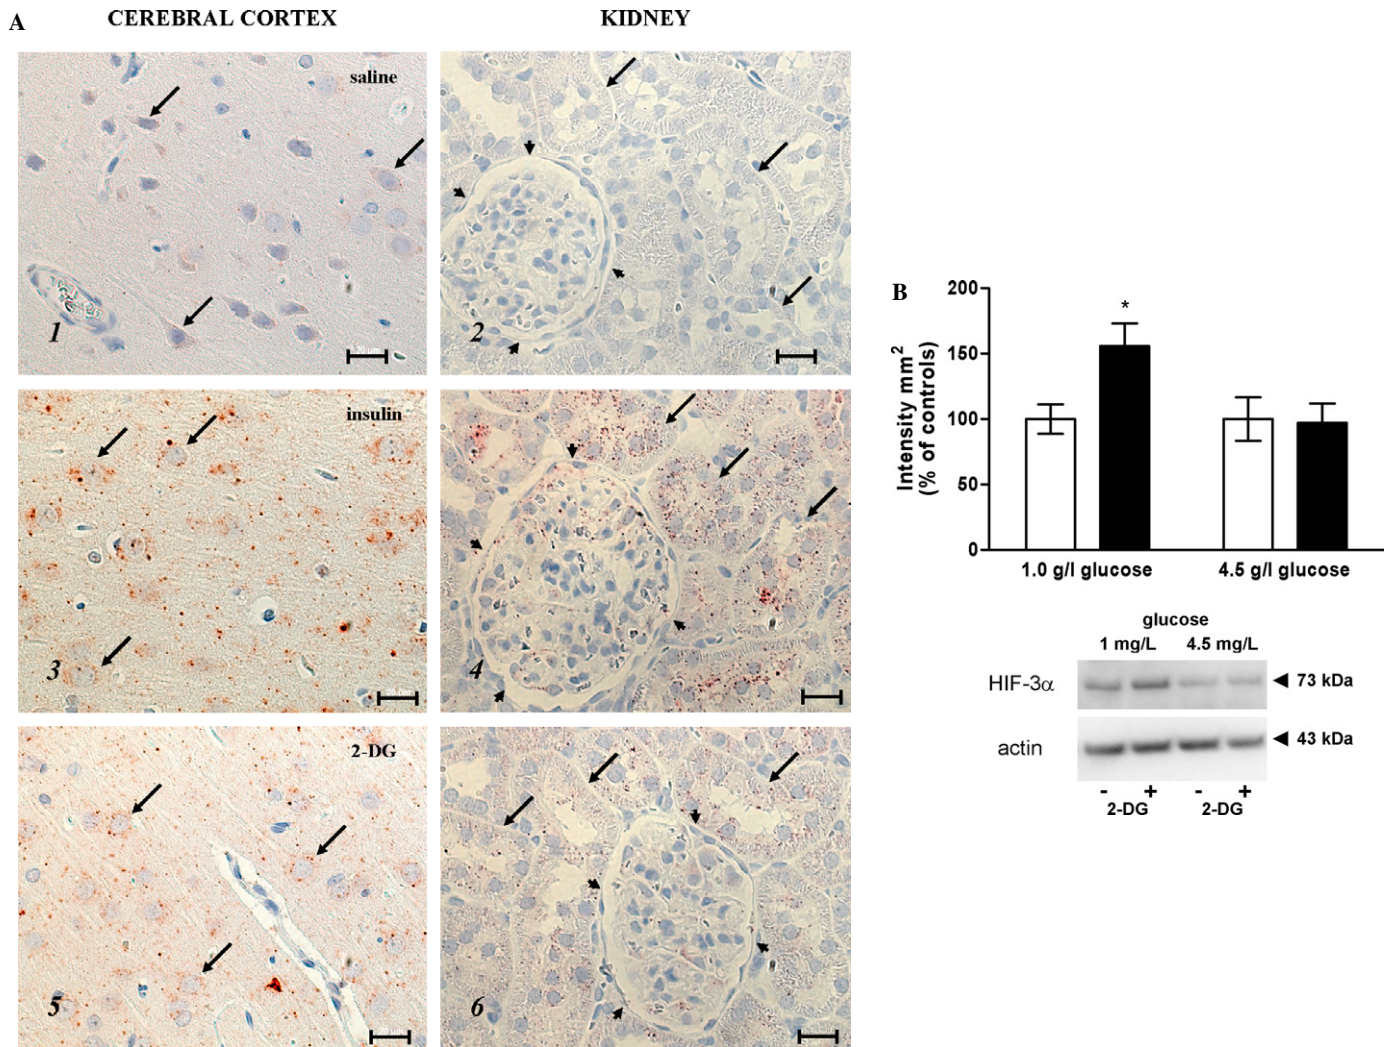 A
CEREBRAL CORTEX
KIDNEY
saline
1
20 µm
2
insulin
3
4
2-DG
5
6
B
Intensity mm²
(% of controls)
200
150
100
50
0
*
1.0 g/l glucose
4.5 g/l glucose
glucose
1 mg/L 4.5 mg/L
HIF-3α
73 kDa
actin
43 kDa
- + - +
2-DG 2-DG